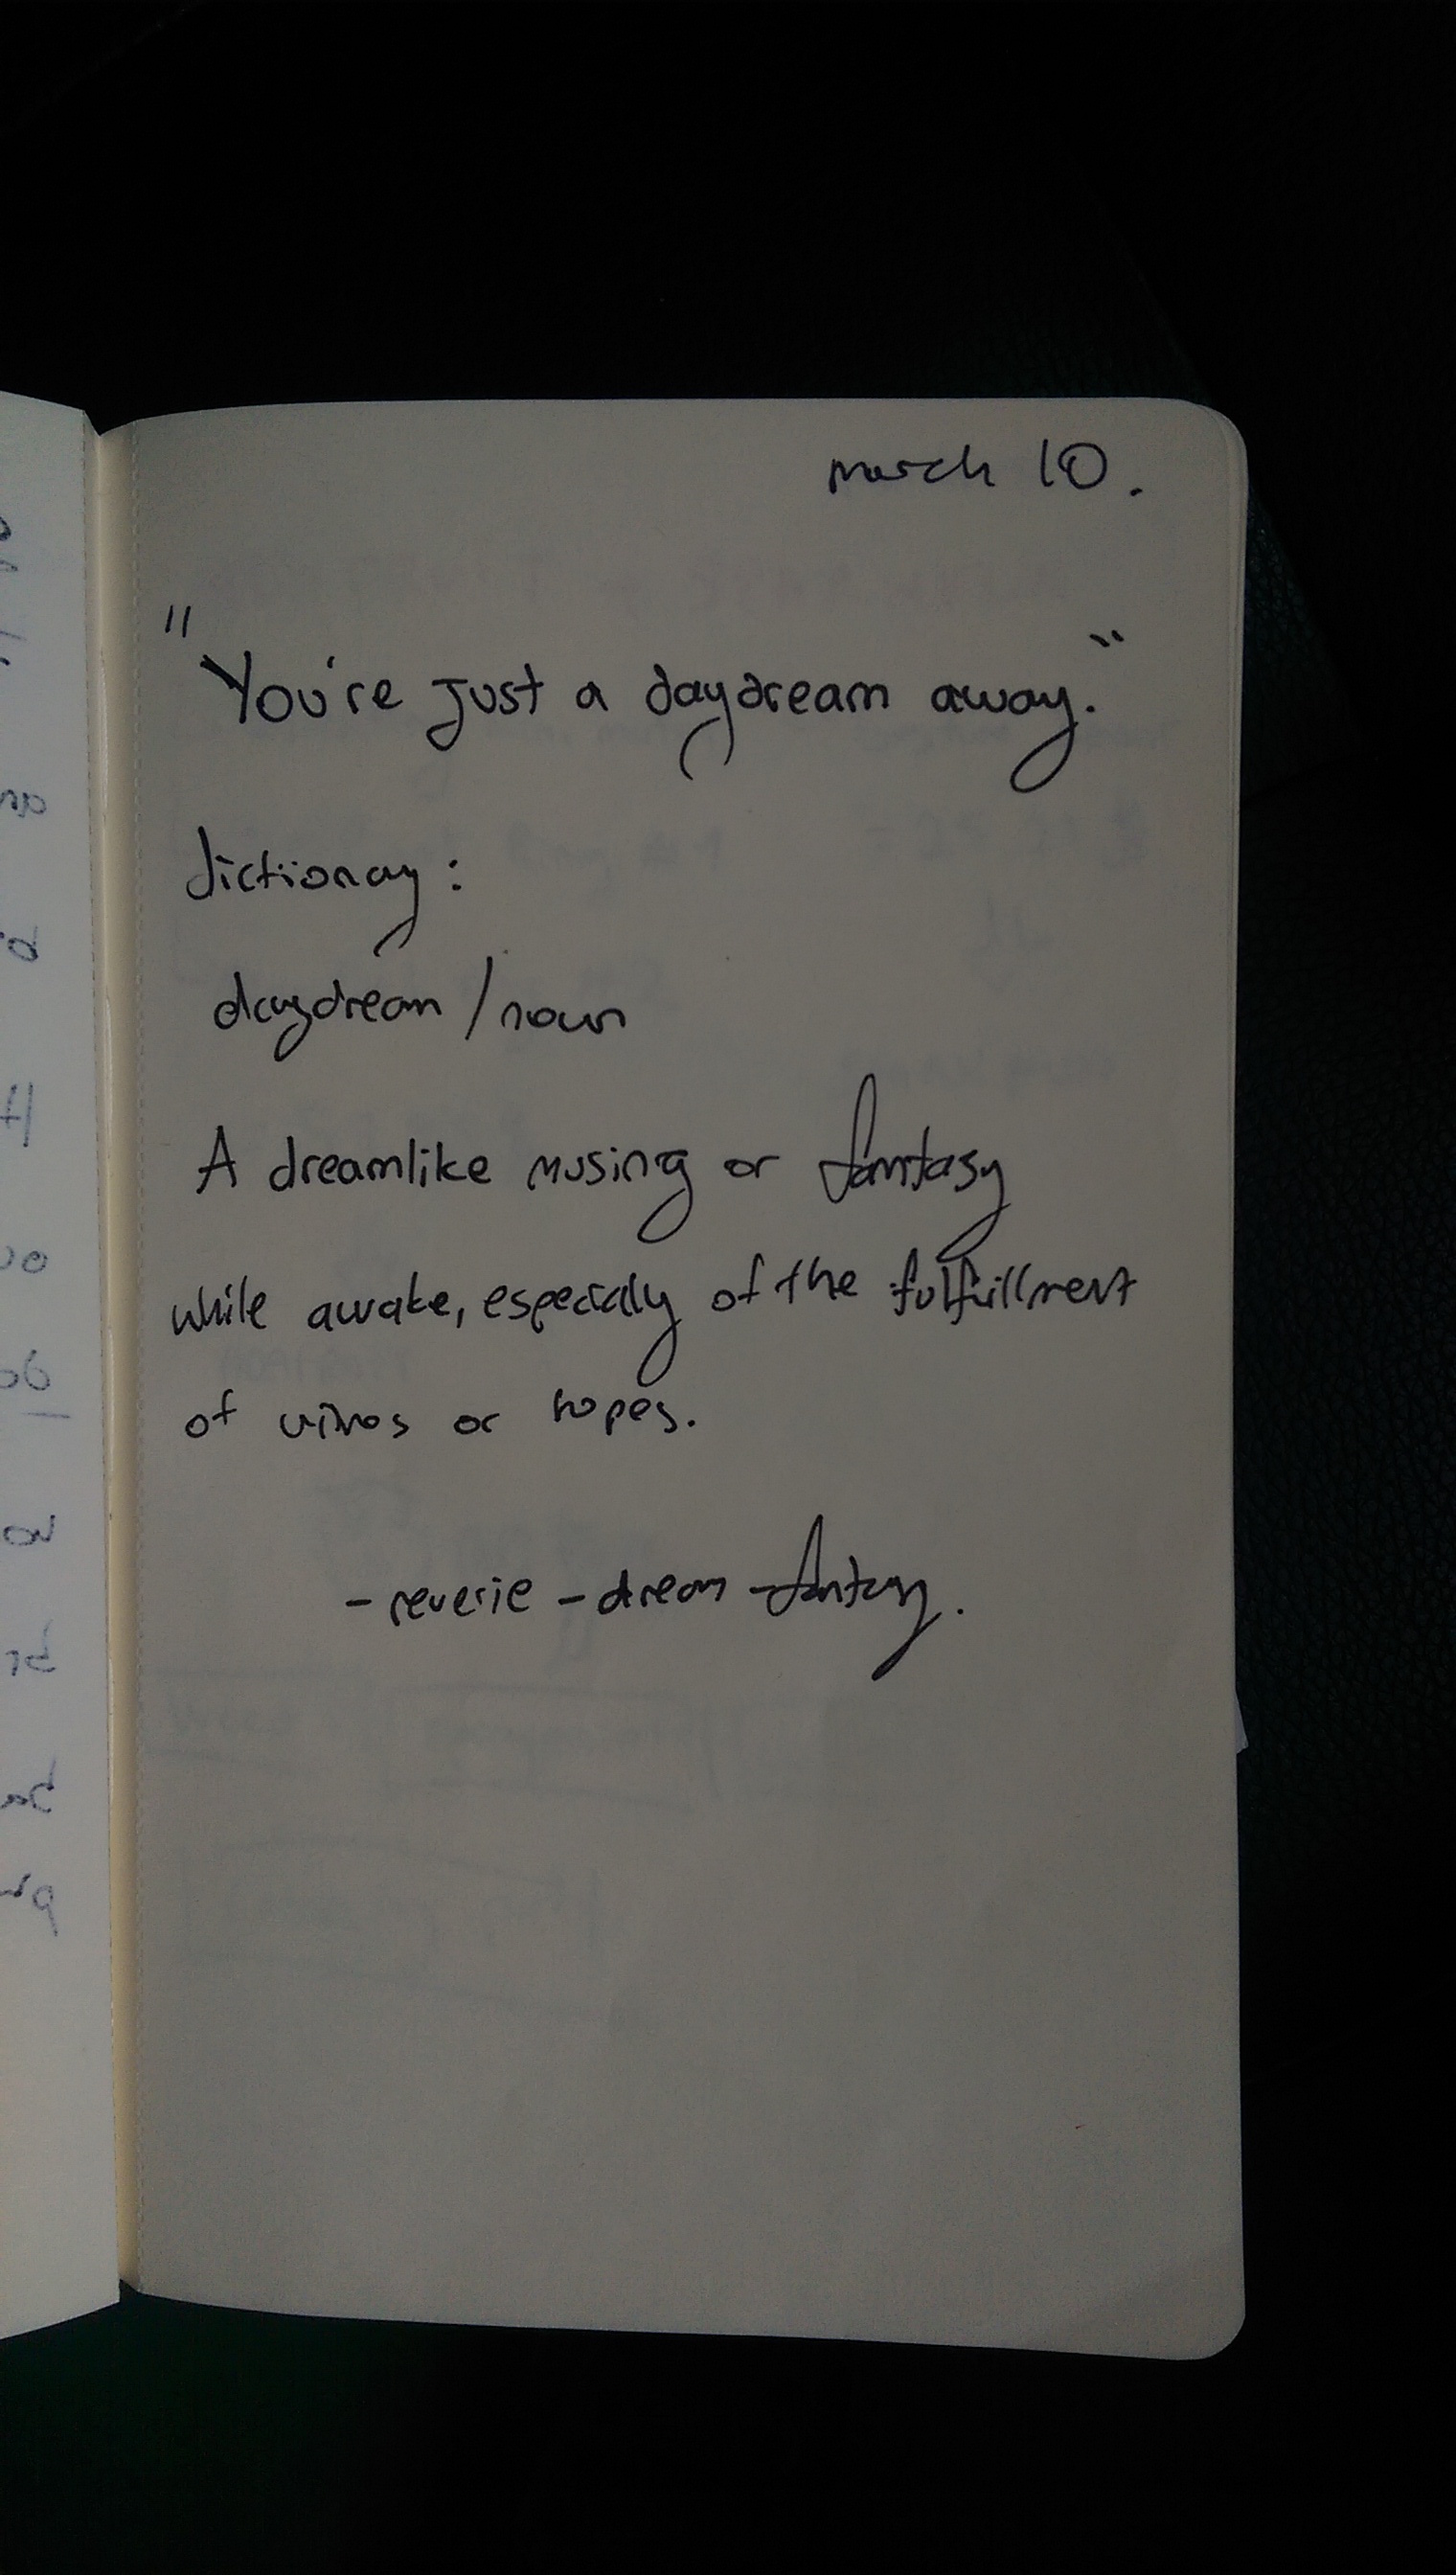 march 10.
"You're just a daydream away."
dictionary:
daydream / noun
A dreamlike musing or fantasy
while awake, especially of the fulfillment
of or hopes.
- reverie - dream - fantasy.